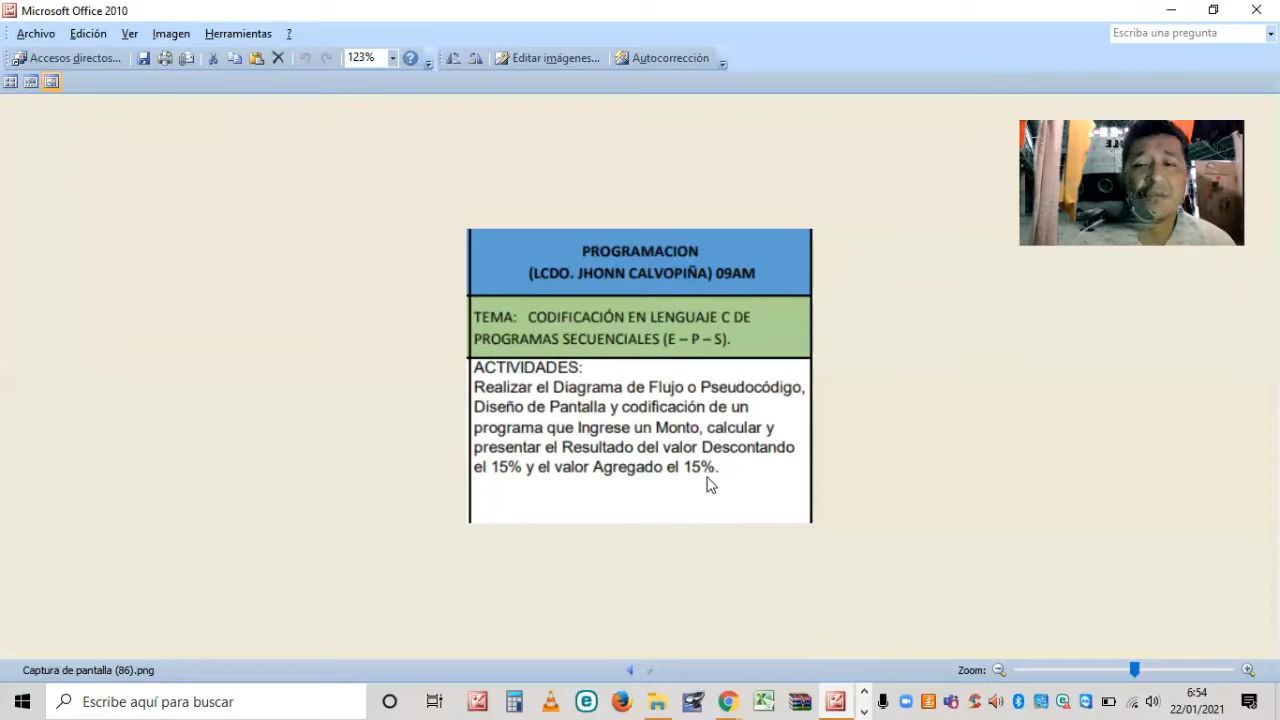 Microsoft Office 2010
Archivo Edición Ver Imagen Herramientas ?
Escriba una pregunta
Accesos directos... 123% Editar imágenes... Autocorrección
PROGRAMACION
(LCDO. JHONN CALVOPIÑA) 09AM
TEMA: CODIFICACIÓN EN LENGUAJE C DE
PROGRAMAS SECUENCIALES (E – P – S).
ACTIVIDADES:
Realizar el Diagrama de Flujo o Pseudocódigo,
Diseño de Pantalla y codificación de un
programa que Ingrese un Monto, calcular y
presentar el Resultado del valor Descontando
el 15% y el valor Agregado el 15%.
Captura de pantalla (86).png
Zoom:
Escribe aquí para buscar
6:54
22/01/2021